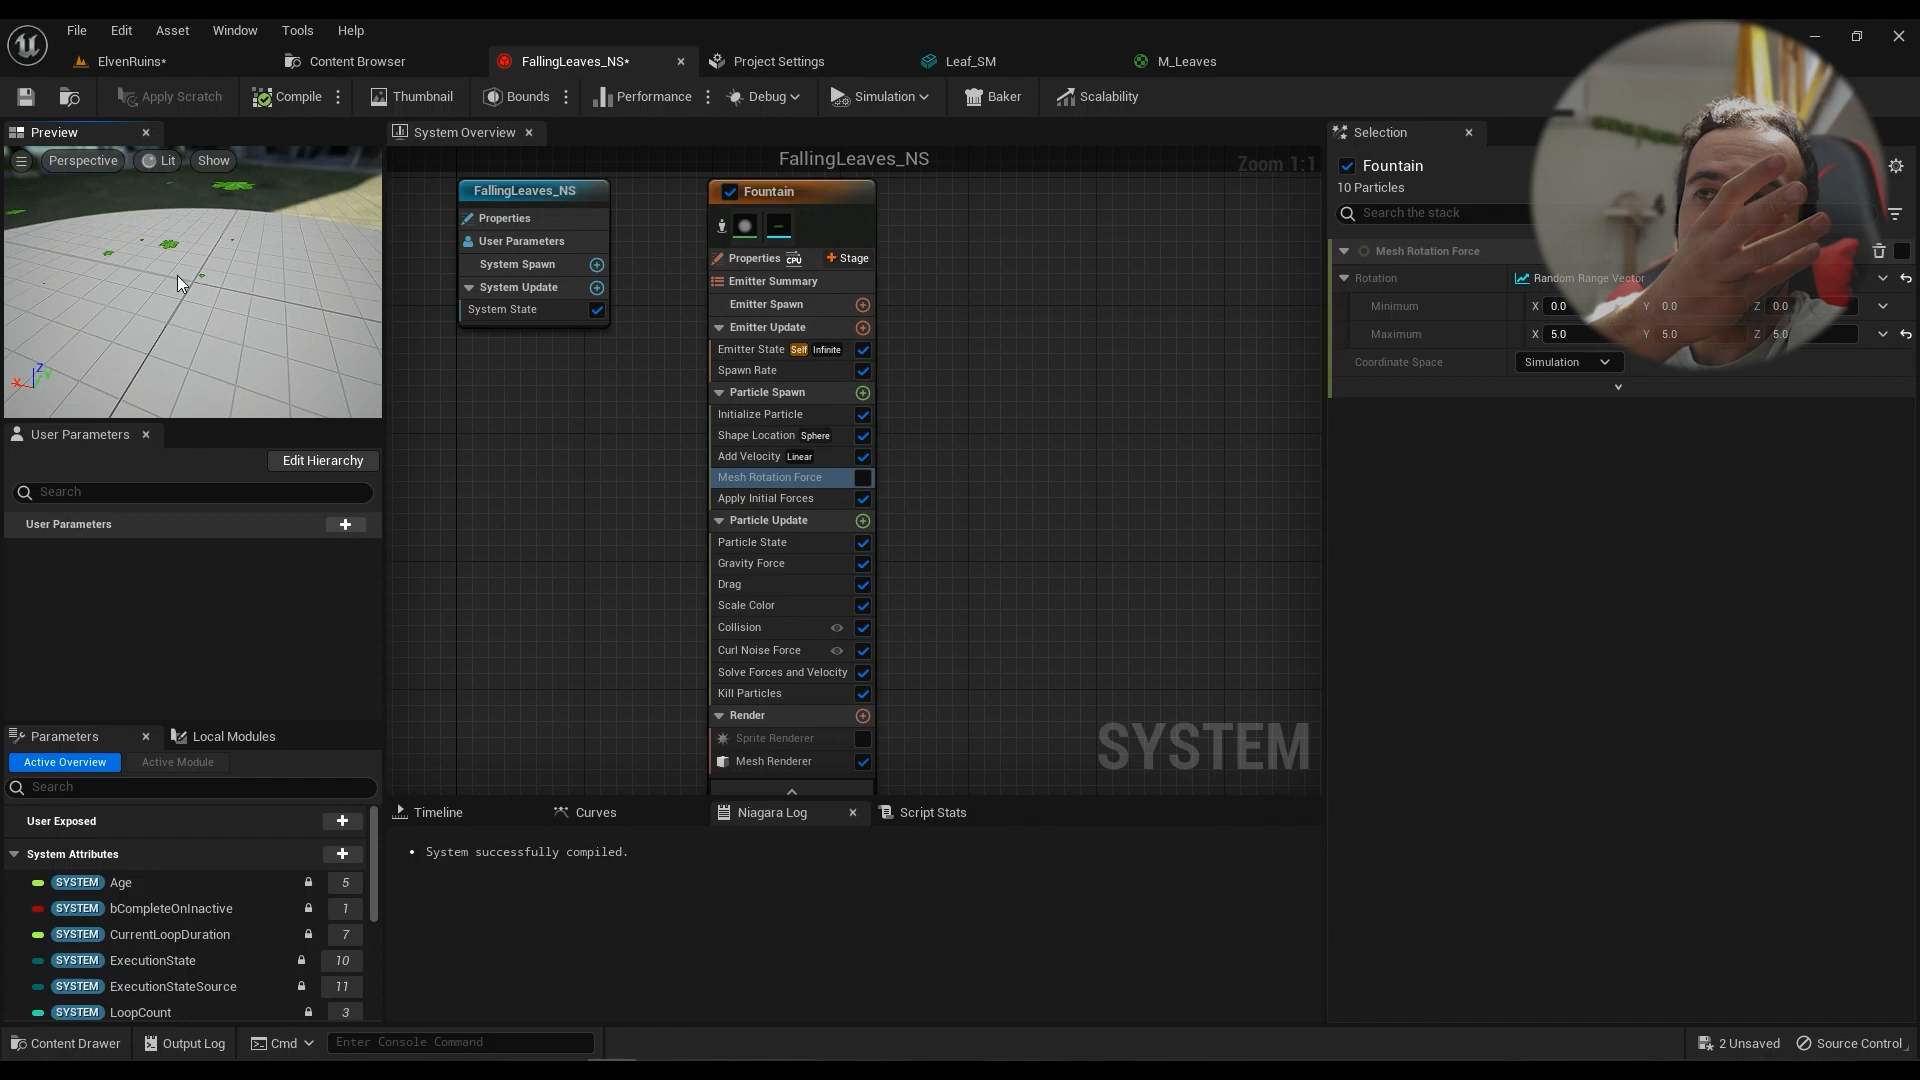 File Edit Asset Window Tools Help
ElvenRuins* Content Browser FallingLeaves_NS* Project Settings Leaf_SM M_Leaves
Apply Scratch Compile Thumbnail Bounds Performance Debug Simulation Baker Scalability
Preview
Perspective Lit Show
X Z Y
User Parameters
Edit Hierarchy
Search
User Parameters
Parameters Local Modules
Active Overview Active Module
Search
User Exposed
System Attributes
SYSTEM Age 5
SYSTEM bCompleteOnInactive 1
SYSTEM CurrentLoopDuration 7
SYSTEM ExecutionState 10
SYSTEM ExecutionStateSource 11
SYSTEM LoopCount 3
System Overview
FallingLeaves_NS
Zoom 1:1
FallingLeaves_NS
Properties
User Parameters
System Spawn
System Update
System State
Fountain
Properties CPU Stage
Emitter Summary
Emitter Spawn
Emitter Update
Emitter State Self Infinite
Spawn Rate
Particle Spawn
Initialize Particle
Shape Location Sphere
Add Velocity Linear
Mesh Rotation Force
Apply Initial Forces
Particle Update
Particle State
Gravity Force
Drag
Scale Color
Collision
Curl Noise Force
Solve Forces and Velocity
Kill Particles
Render
Sprite Renderer
Mesh Renderer
SYSTEM
Timeline Curves Niagara Log Script Stats
System successfully compiled.
Selection
Fountain
10 Particles
Search the stack
Mesh Rotation Force
Rotation Random Range Vector
Minimum X 0.0 Y 0.0 Z 0.0
Maximum X 5.0 Y 5.0 Z 5.0
Coordinate Space Simulation
Content Drawer Output Log Cmd Enter Console Command 2 Unsaved Source Control